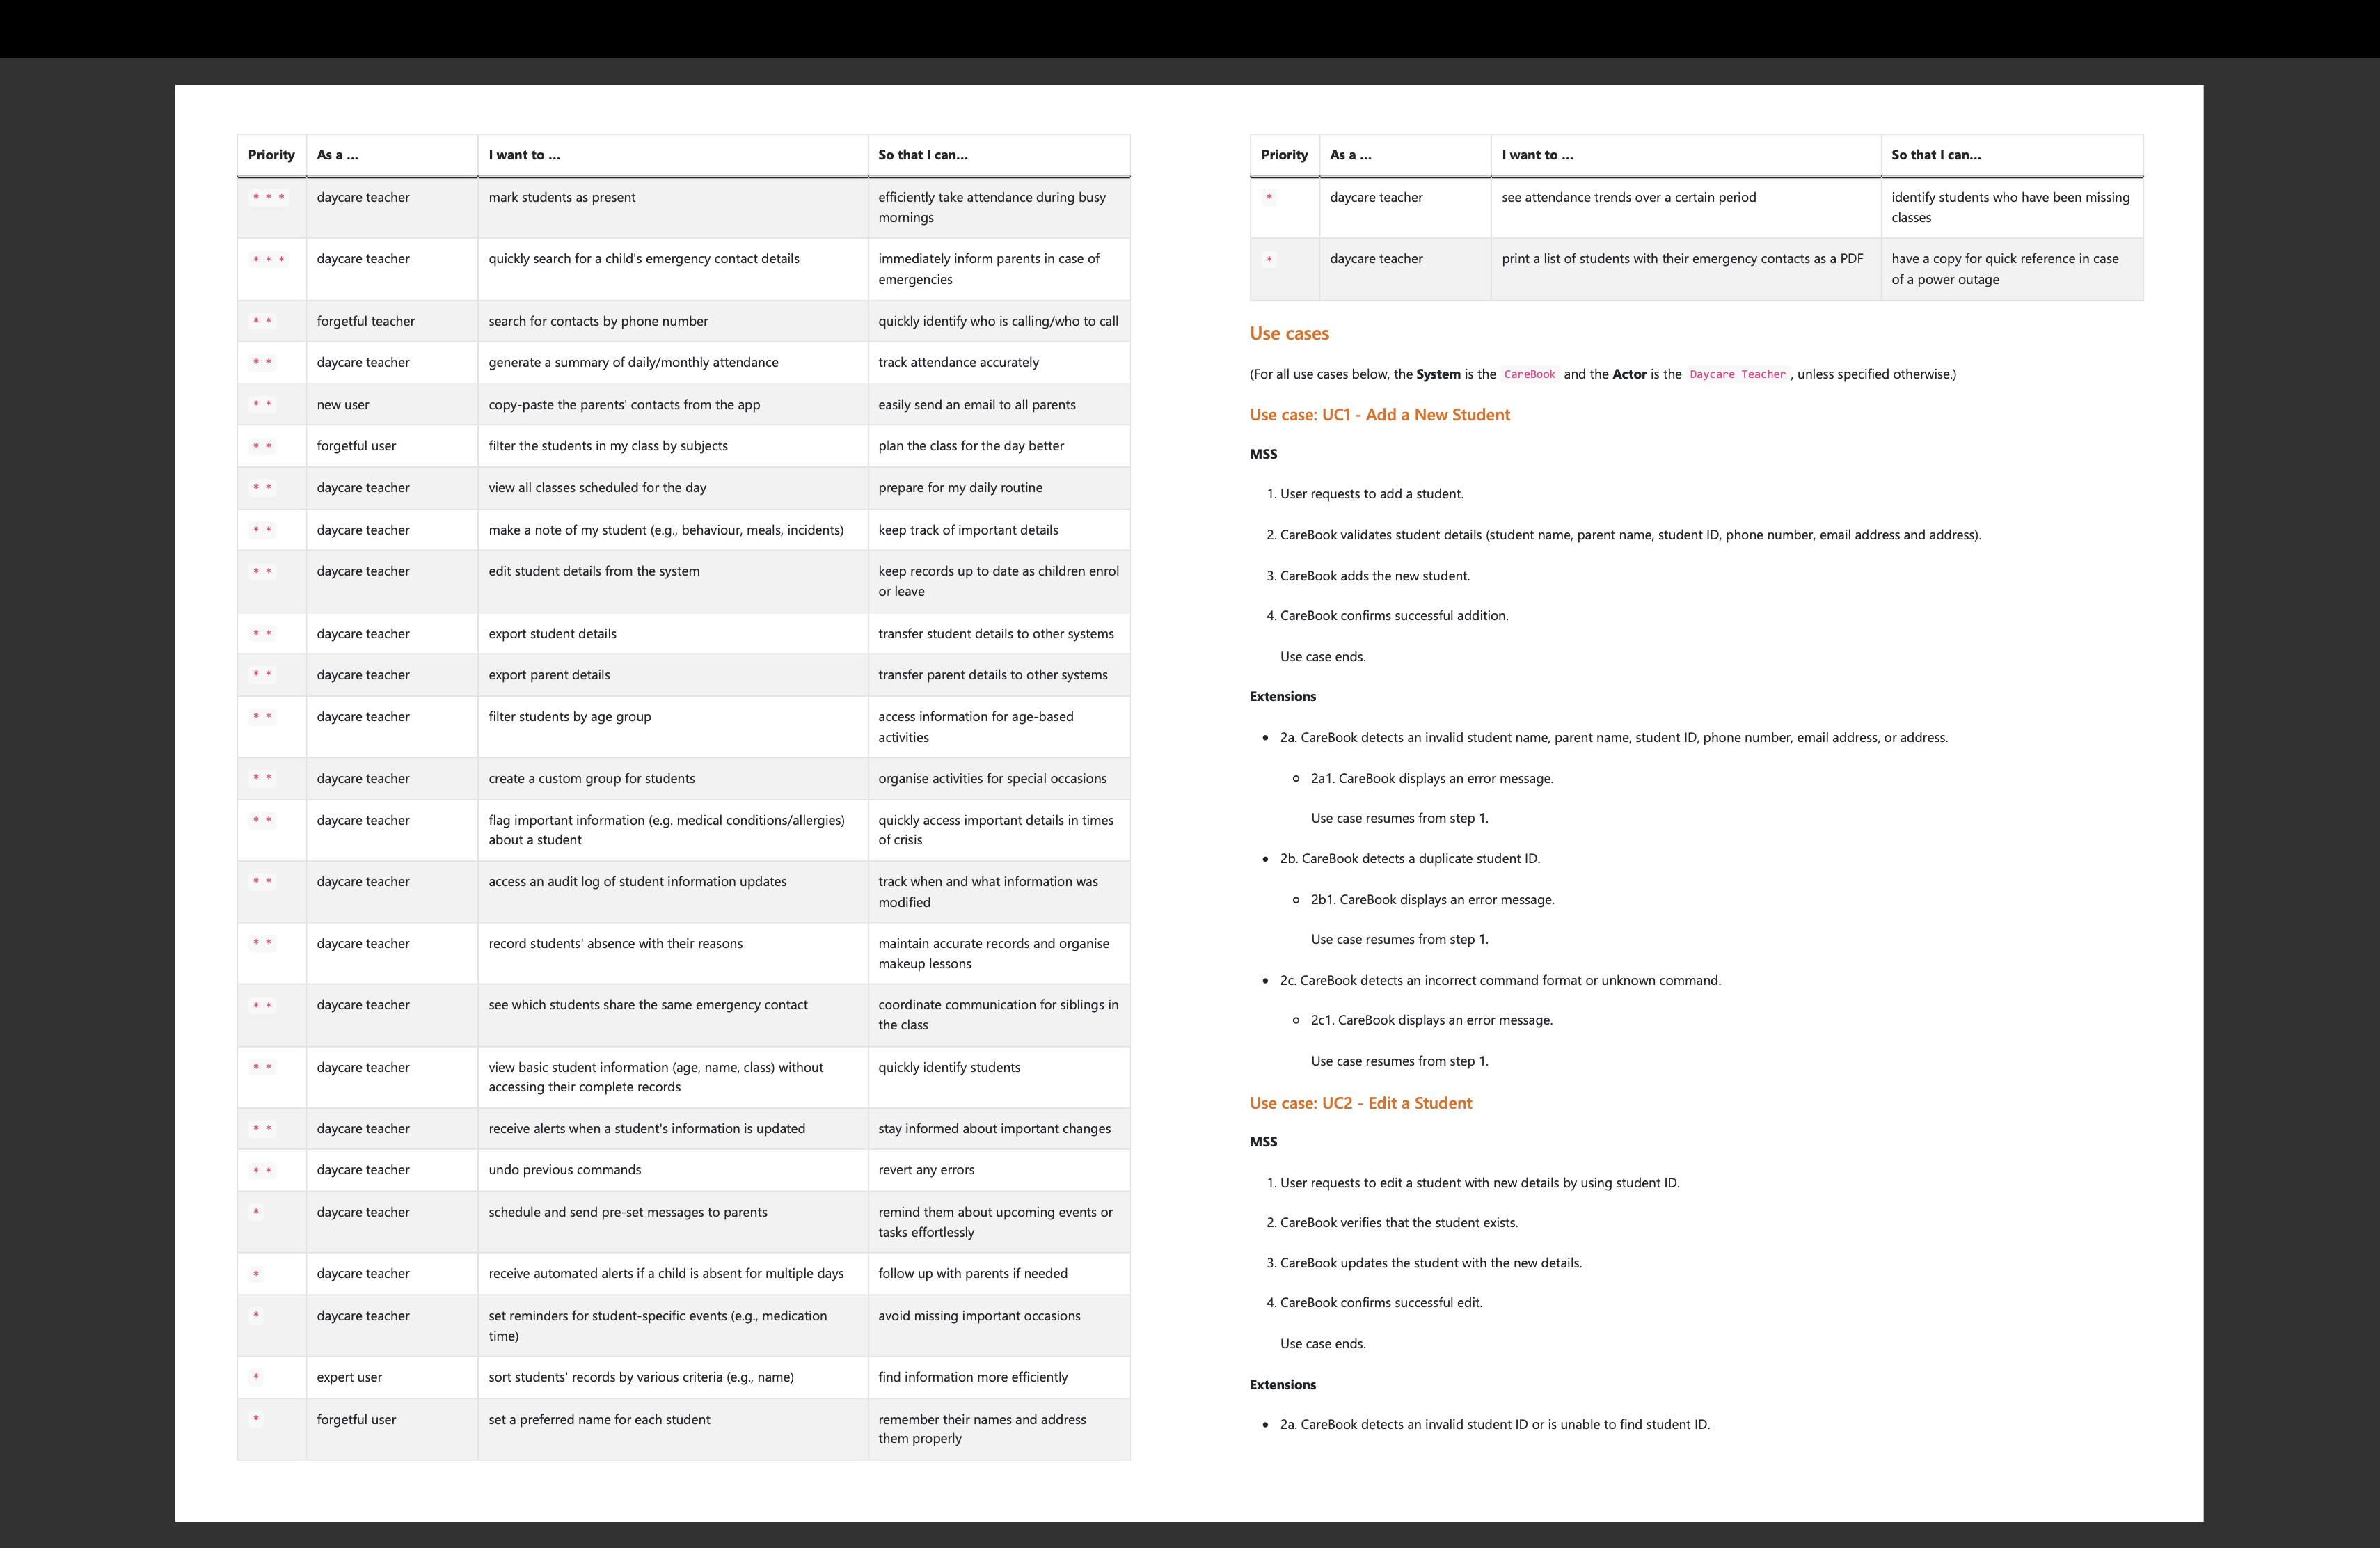 Priority As a … I want to … So that I can…
* * * daycare teacher mark students as present efficiently take attendance during busy
mornings
* * * daycare teacher quickly search for a child's emergency contact details immediately inform parents in case of
emergencies
* * forgetful teacher search for contacts by phone number quickly identify who is calling/who to call
* * daycare teacher generate a summary of daily/monthly attendance track attendance accurately
* * new user copy-paste the parents' contacts from the app easily send an email to all parents
* * forgetful user filter the students in my class by subjects plan the class for the day better
* * daycare teacher view all classes scheduled for the day prepare for my daily routine
* * daycare teacher make a note of my student (e.g., behaviour, meals, incidents) keep track of important details
* * daycare teacher edit student details from the system keep records up to date as children enrol
or leave
* * daycare teacher export student details transfer student details to other systems
* * daycare teacher export parent details transfer parent details to other systems
* * daycare teacher filter students by age group access information for age-based
activities
* * daycare teacher create a custom group for students organise activities for special occasions
* * daycare teacher flag important information (e.g. medical conditions/allergies) quickly access important details in times
about a student of crisis
* * daycare teacher access an audit log of student information updates track when and what information was
modified
* * daycare teacher record students' absence with their reasons maintain accurate records and organise
makeup lessons
* * daycare teacher see which students share the same emergency contact coordinate communication for siblings in
the class
* * daycare teacher view basic student information (age, name, class) without quickly identify students
accessing their complete records
* * daycare teacher receive alerts when a student's information is updated stay informed about important changes
* * daycare teacher undo previous commands revert any errors
* daycare teacher schedule and send pre-set messages to parents remind them about upcoming events or
tasks effortlessly
* daycare teacher receive automated alerts if a child is absent for multiple days follow up with parents if needed
* daycare teacher set reminders for student-specific events (e.g., medication avoid missing important occasions
time)
* expert user sort students' records by various criteria (e.g., name) find information more efficiently
* forgetful user set a preferred name for each student remember their names and address
them properly
Priority As a … I want to … So that I can…
* daycare teacher see attendance trends over a certain period identify students who have been missing
classes
* daycare teacher print a list of students with their emergency contacts as a PDF have a copy for quick reference in case
of a power outage
Use cases
(For all use cases below, the System is the CareBook and the Actor is the Daycare Teacher, unless specified otherwise.)
Use case: UC1 - Add a New Student
MSS
1. User requests to add a student.
2. CareBook validates student details (student name, parent name, student ID, phone number, email address and address).
3. CareBook adds the new student.
4. CareBook confirms successful addition.
Use case ends.
Extensions
• 2a. CareBook detects an invalid student name, parent name, student ID, phone number, email address, or address.
◦ 2a1. CareBook displays an error message.
Use case resumes from step 1.
• 2b. CareBook detects a duplicate student ID.
◦ 2b1. CareBook displays an error message.
Use case resumes from step 1.
• 2c. CareBook detects an incorrect command format or unknown command.
◦ 2c1. CareBook displays an error message.
Use case resumes from step 1.
Use case: UC2 - Edit a Student
MSS
1. User requests to edit a student with new details by using student ID.
2. CareBook verifies that the student exists.
3. CareBook updates the student with the new details.
4. CareBook confirms successful edit.
Use case ends.
Extensions
• 2a. CareBook detects an invalid student ID or is unable to find student ID.